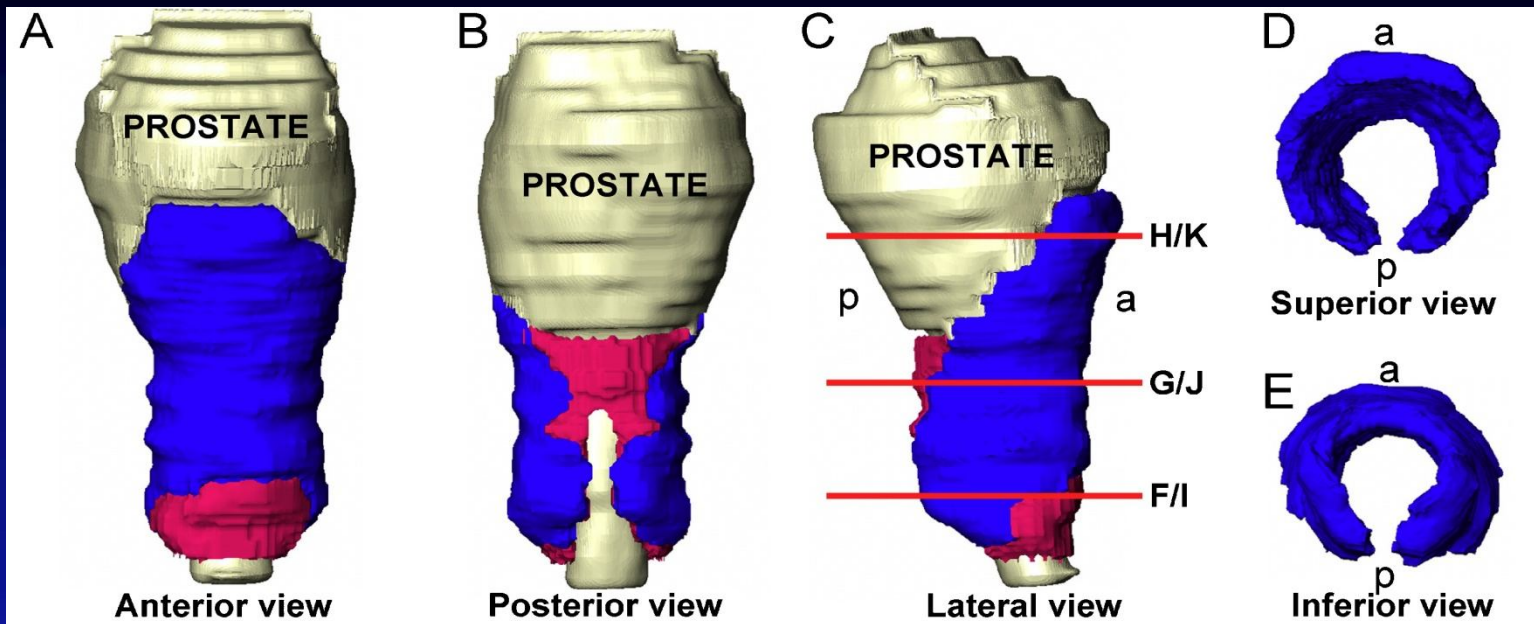 A
PROSTATE
Anterior view
B
PROSTATE
Posterior view
C
PROSTATE
H/K
p
a
G/J
F/I
Lateral view
D
a
p
Superior view
E
a
p
Inferior view